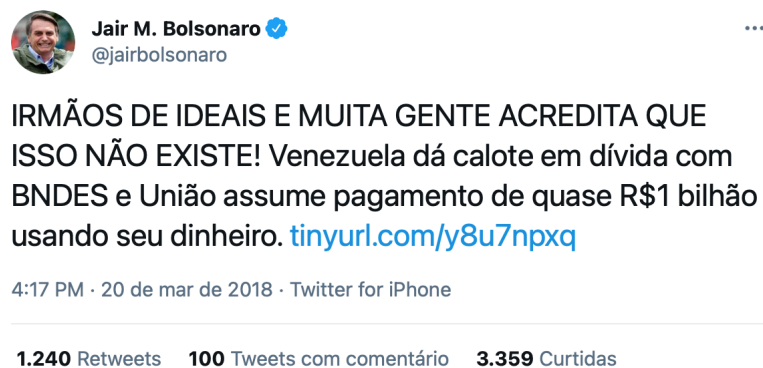 Jair M. Bolsonaro
@jairbolsonaro
IRMÃOS DE IDEAIS E MUITA GENTE ACREDITA QUE
ISSO NÃO EXISTE! Venezuela dá calote em dívida com
BNDES e União assume pagamento de quase R$1 bilhão
usando seu dinheiro. tinyurl.com/y8u7npxq
4:17 PM · 20 de mar de 2018 · Twitter for iPhone
1.240 Retweets 100 Tweets com comentário 3.359 Curtidas